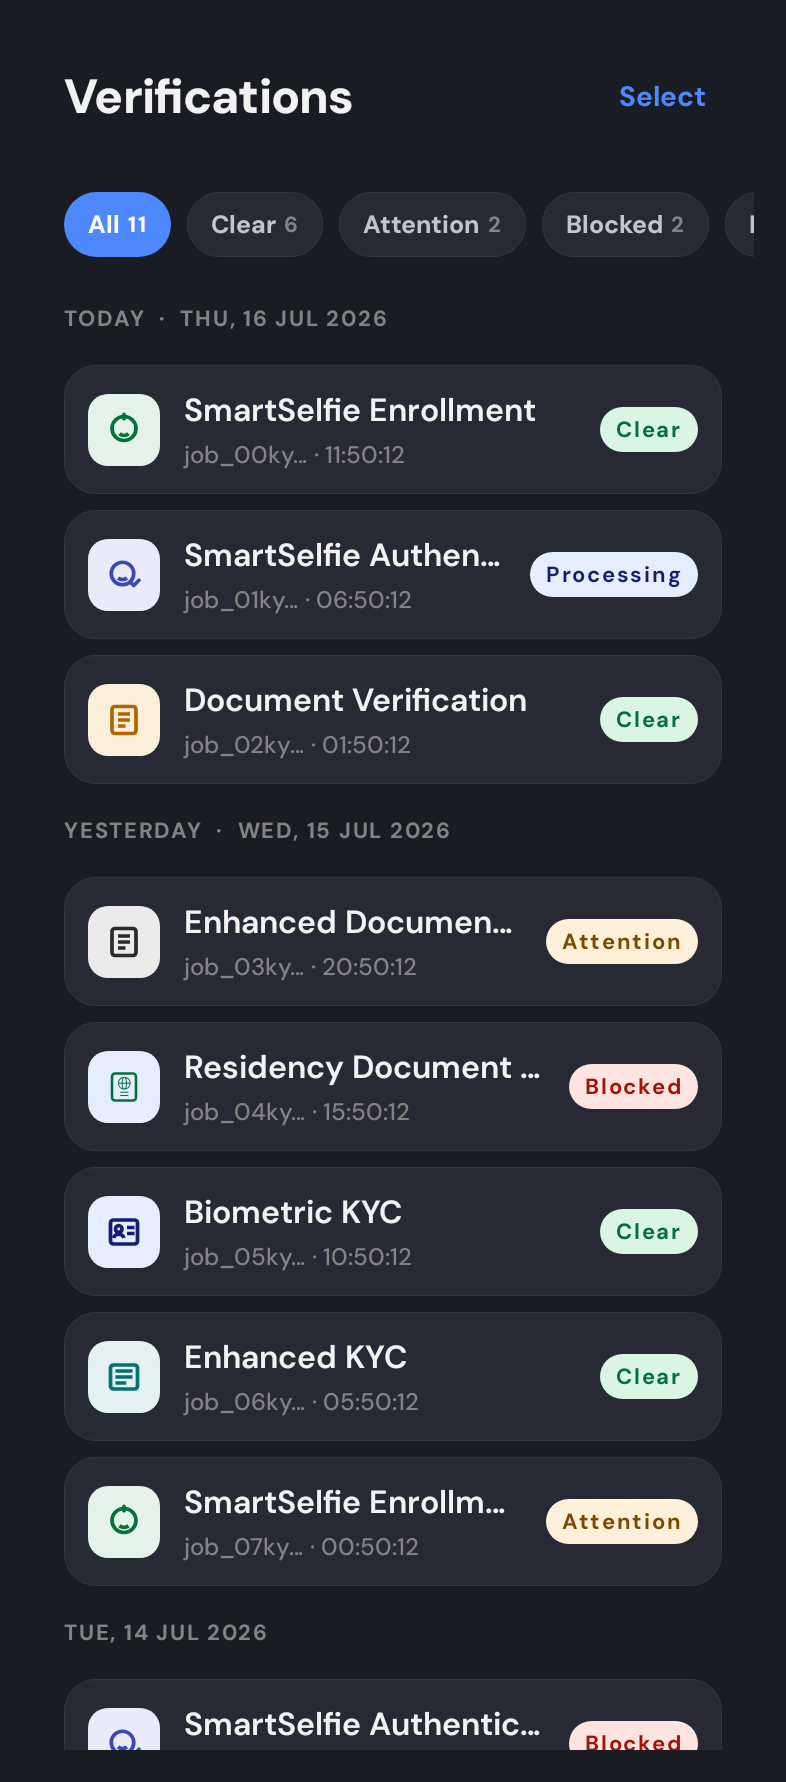 Verifications
Select
All 11
Clear 6
Attention 2
Blocked 2
TODAY · THU, 16 JUL 2026
SmartSelfie Enrollment
job_00ky... · 11:50:12
Clear
SmartSelfie Authen...
job_01ky... · 06:50:12
Processing
Document Verification
job_02ky... · 01:50:12
Clear
YESTERDAY · WED, 15 JUL 2026
Enhanced Documen...
job_03ky... · 20:50:12
Attention
Residency Document ...
job_04ky... · 15:50:12
Blocked
Biometric KYC
job_05ky... · 10:50:12
Clear
Enhanced KYC
job_06ky... · 05:50:12
Clear
SmartSelfie Enrollm...
job_07ky... · 00:50:12
Attention
TUE, 14 JUL 2026
SmartSelfie Authentic...
Blocked